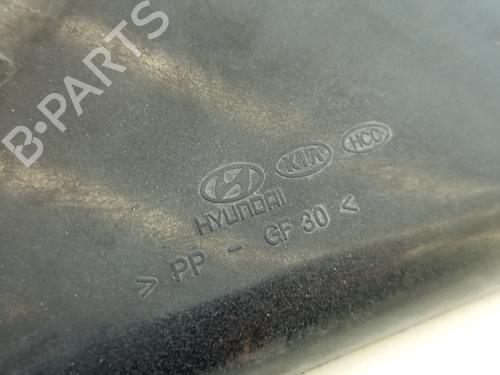 B-PARTS
KIA HCC
HYUNDAI
> PP - GF 30 <